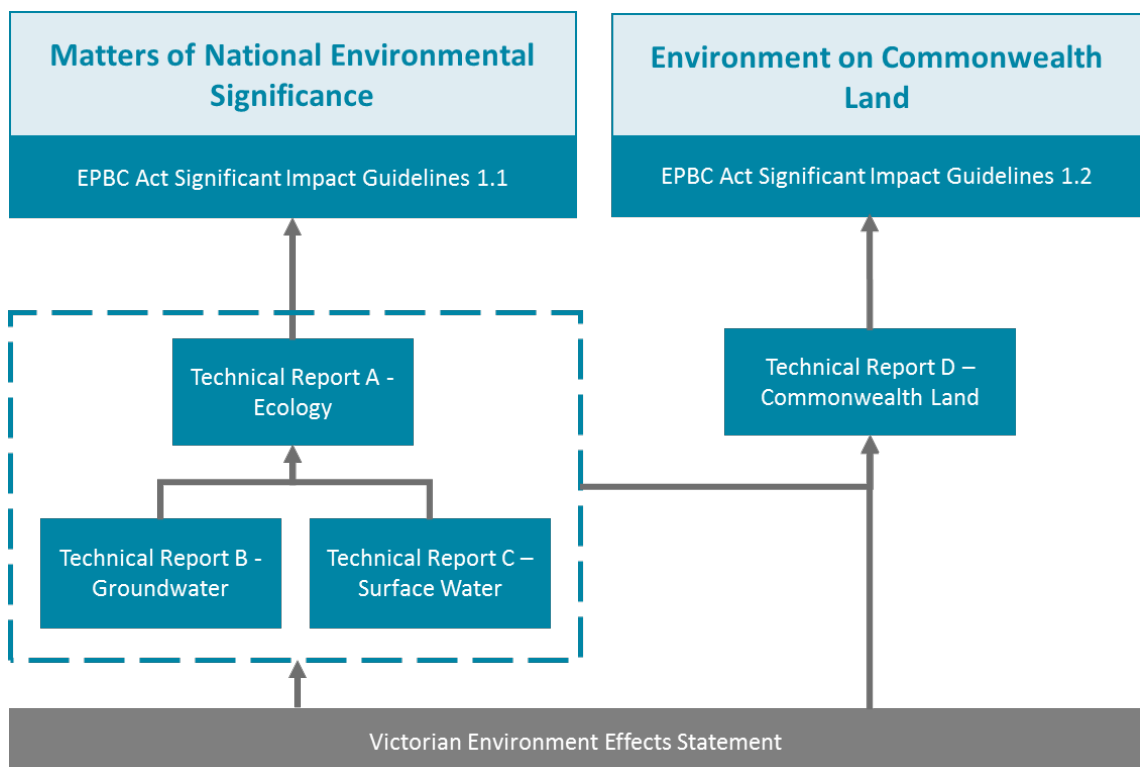 Matters of National Environmental
Significance
EPBC Act Significant Impact Guidelines 1.1
Environment on Commonwealth
Land
EPBC Act Significant Impact Guidelines 1.2
Technical Report A -
Ecology
Technical Report D –
Commonwealth Land
Technical Report B -
Groundwater
Technical Report C –
Surface Water
Victorian Environment Effects Statement